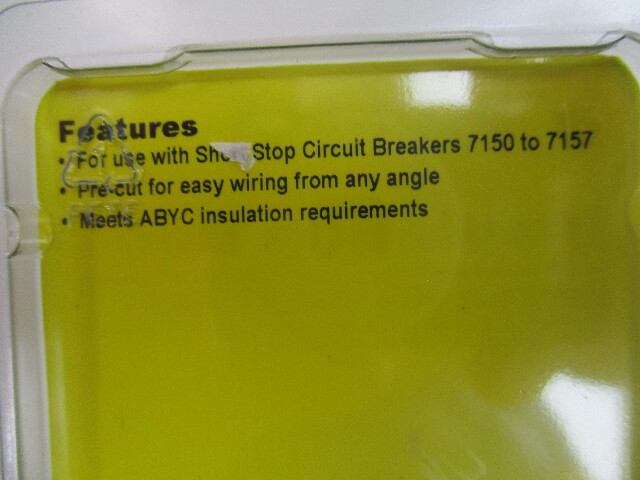 Features
• For use with Stop Circuit Breakers 7150 to 7157
• Pre-cut for easy wiring from any angle
• Meets ABYC insulation requirements